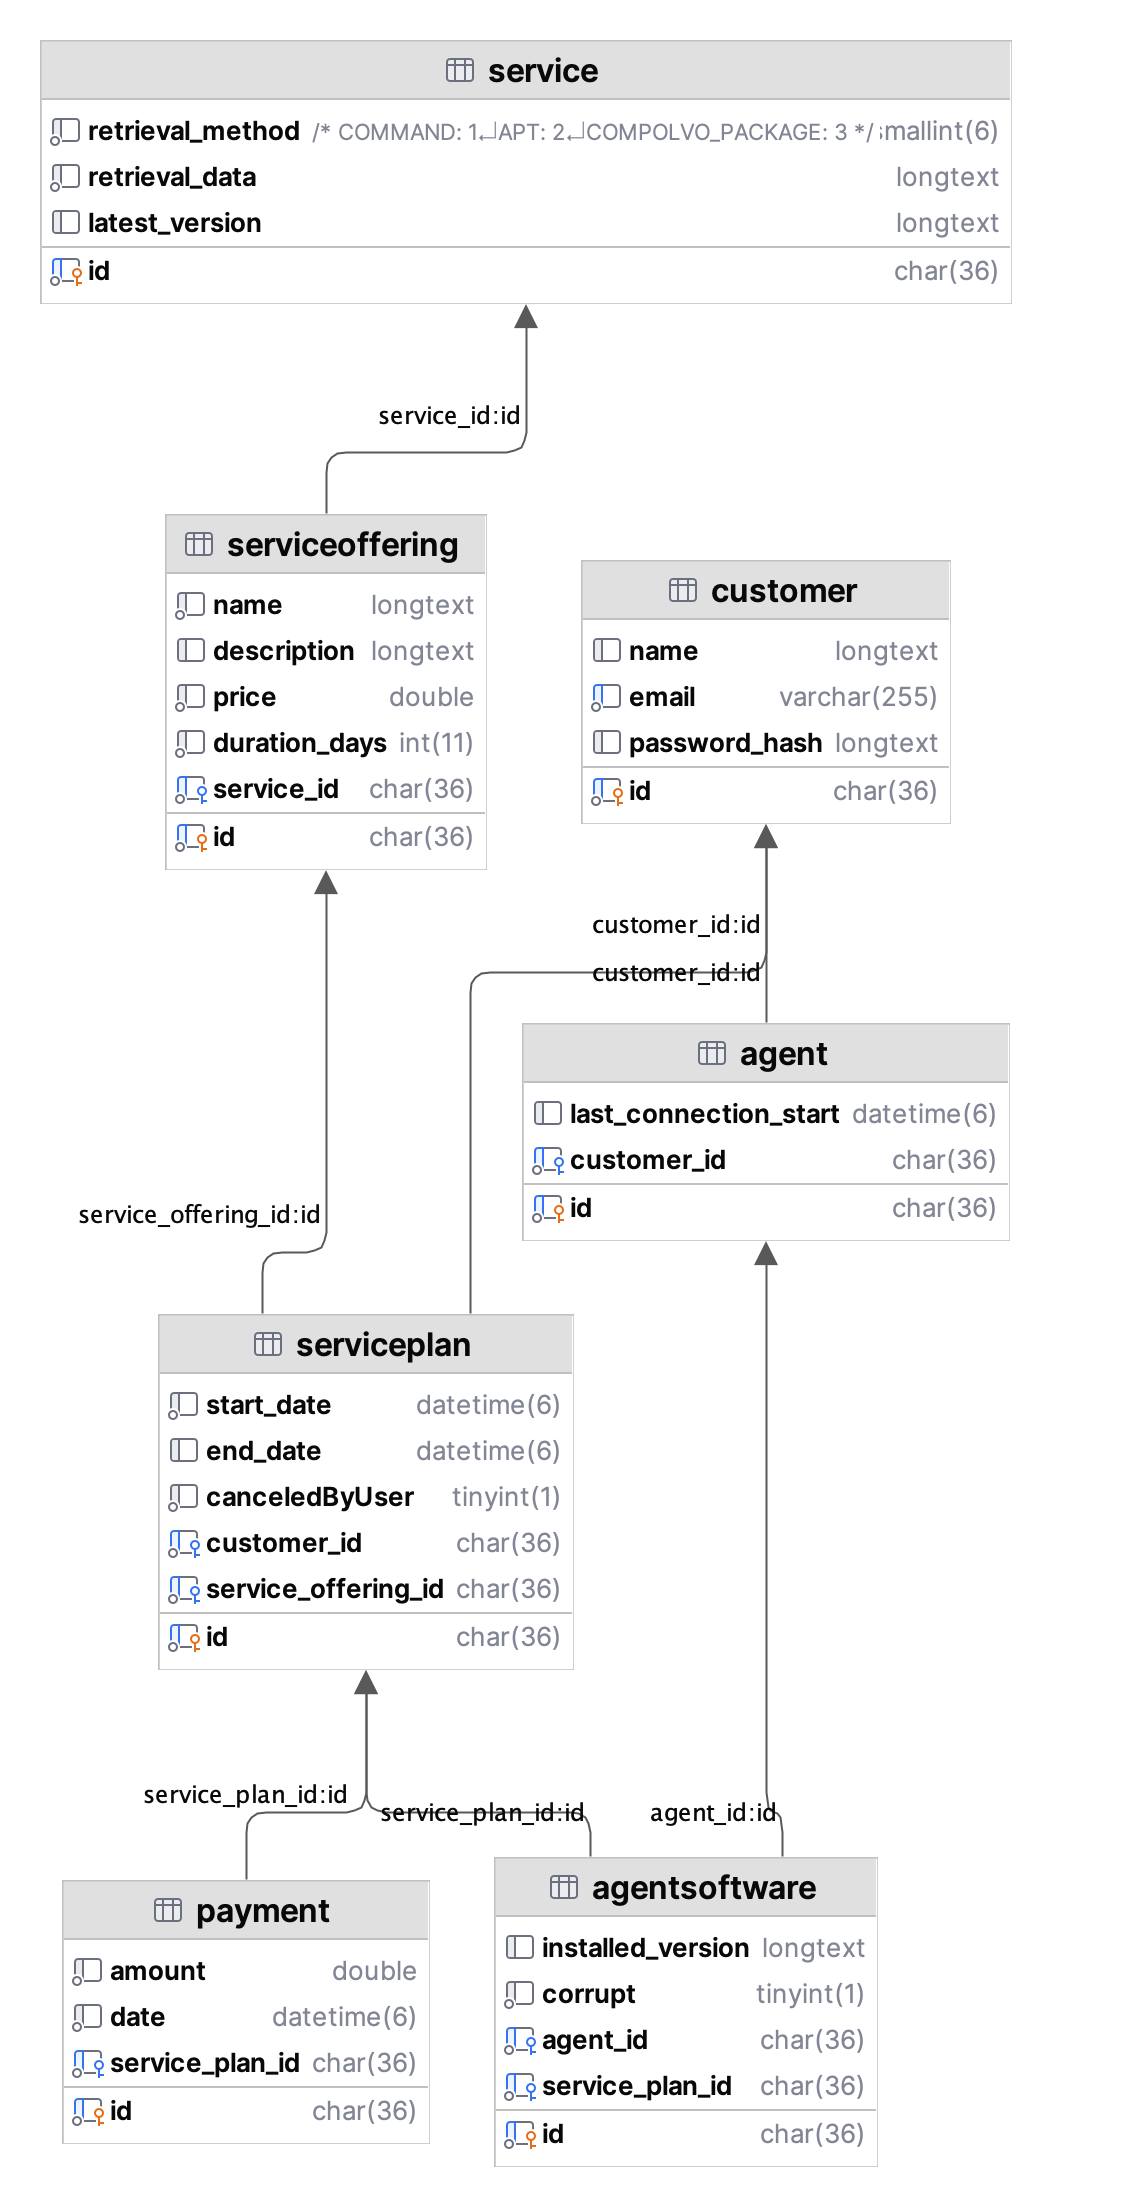 service
retrieval_method /* COMMAND: 1↵APT: 2↵COMPOLVO_PACKAGE: 3 */ smallint(6)
retrieval_data longtext
latest_version longtext
id char(36)
service_id:id
serviceoffering
name longtext
description longtext
price double
duration_days int(11)
service_id char(36)
id char(36)
customer
name longtext
email varchar(255)
password_hash longtext
id char(36)
customer_id:id
customer_id:id
agent
last_connection_start datetime(6)
customer_id char(36)
id char(36)
service_offering_id:id
serviceplan
start_date datetime(6)
end_date datetime(6)
canceledByUser tinyint(1)
customer_id char(36)
service_offering_id char(36)
id char(36)
service_plan_id:id
service_plan_id:id
agent_id:id
payment
amount double
date datetime(6)
service_plan_id char(36)
id char(36)
agentsoftware
installed_version longtext
corrupt tinyint(1)
agent_id char(36)
service_plan_id char(36)
id char(36)